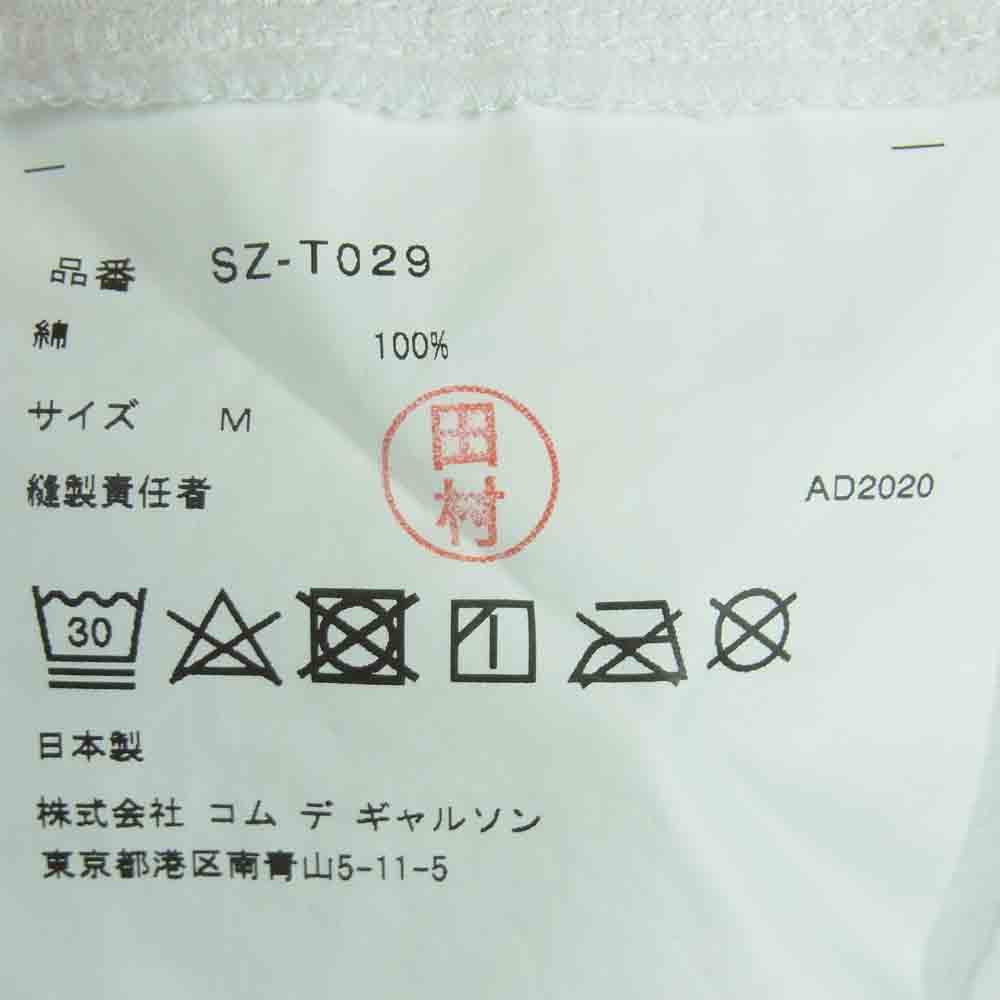 品番 SZ-T029
綿 100%
サイズ M
縫製責任者 田村 AD2020
30
日本製
株式会社 コム デ ギャルソン
東京都港区南青山5-11-5